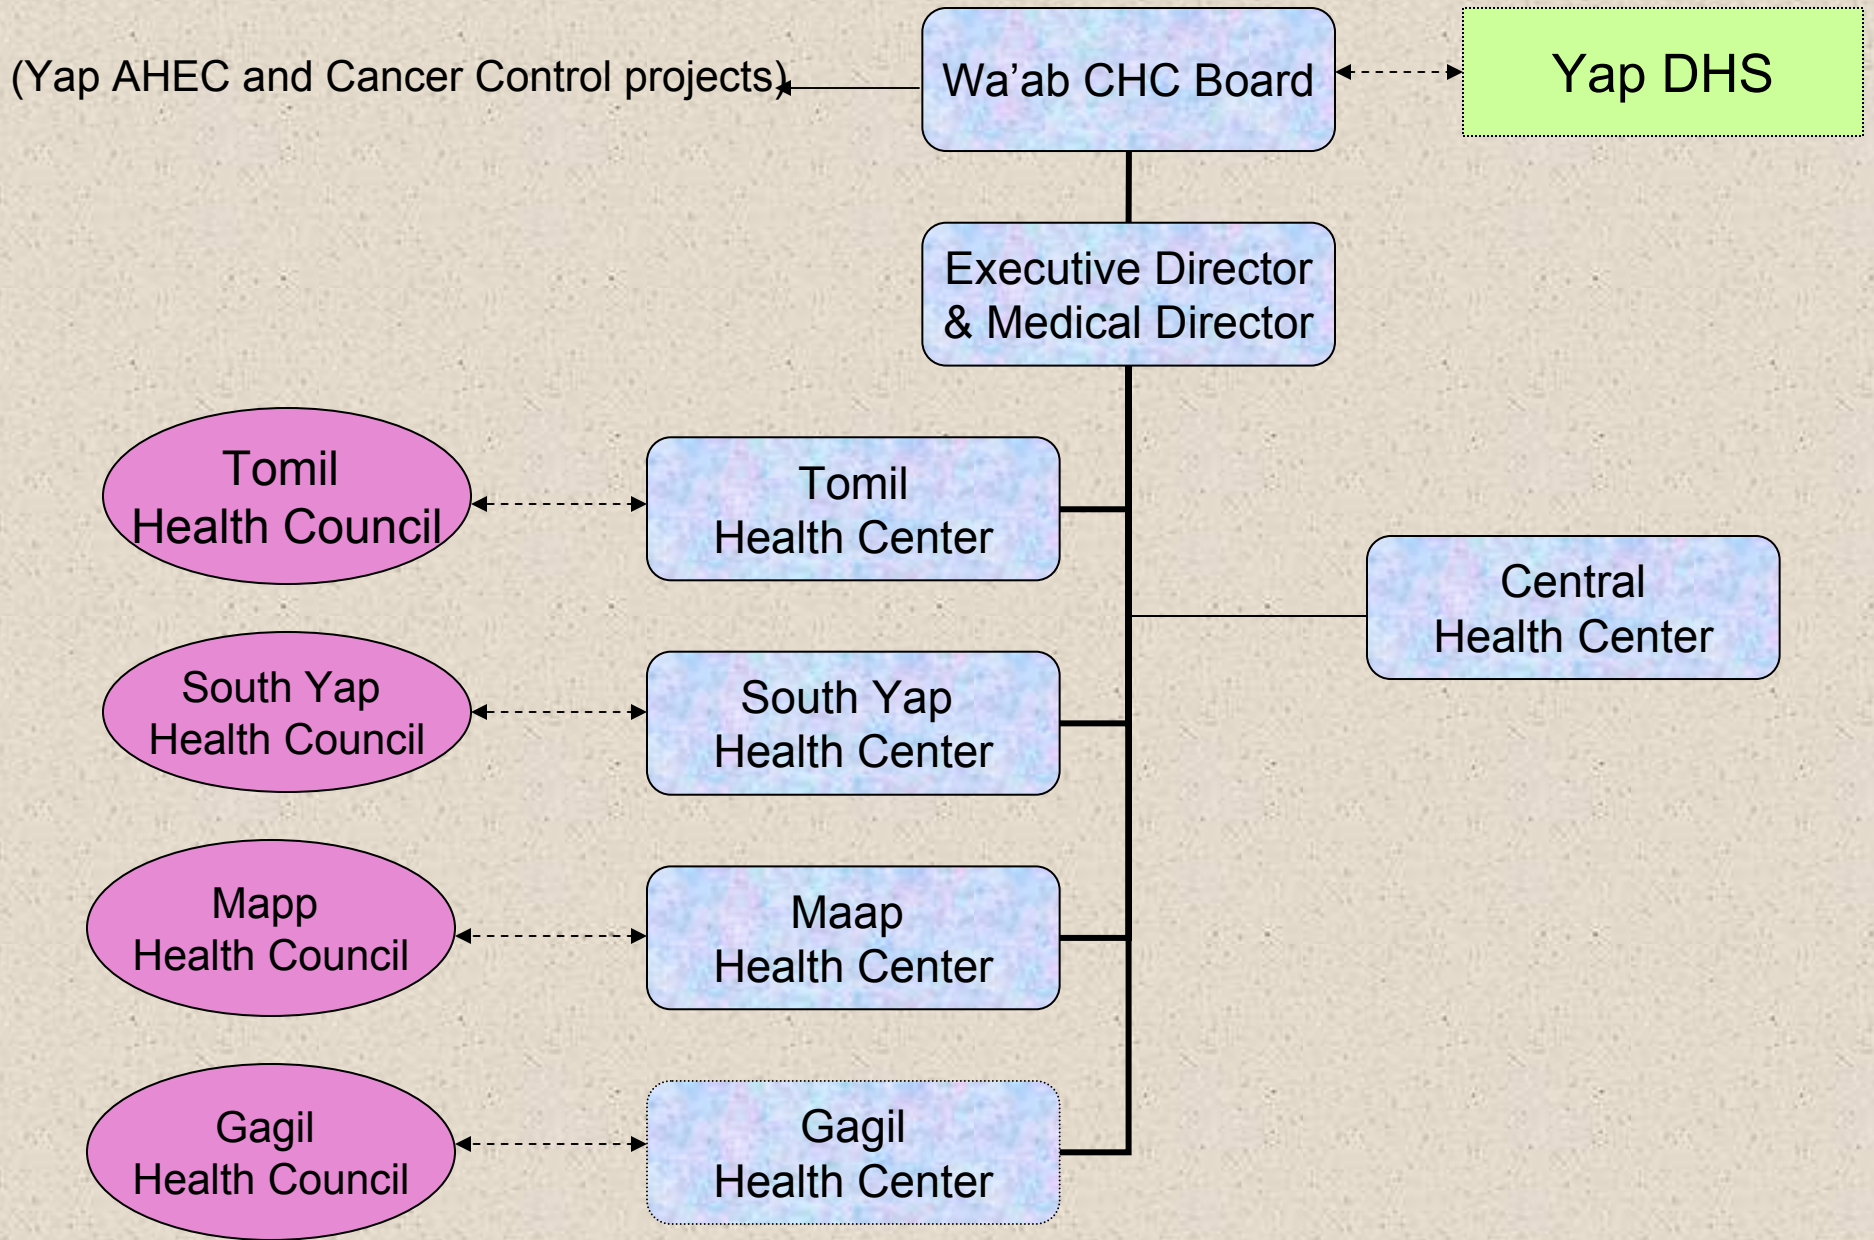 (Yap AHEC and Cancer Control projects)
Wa’ab CHC Board
Yap DHS
Executive Director
& Medical Director
Tomil
Health Council
Tomil
Health Center
Central
Health Center
South Yap
Health Council
South Yap
Health Center
Mapp
Health Council
Maap
Health Center
Gagil
Health Council
Gagil
Health Center